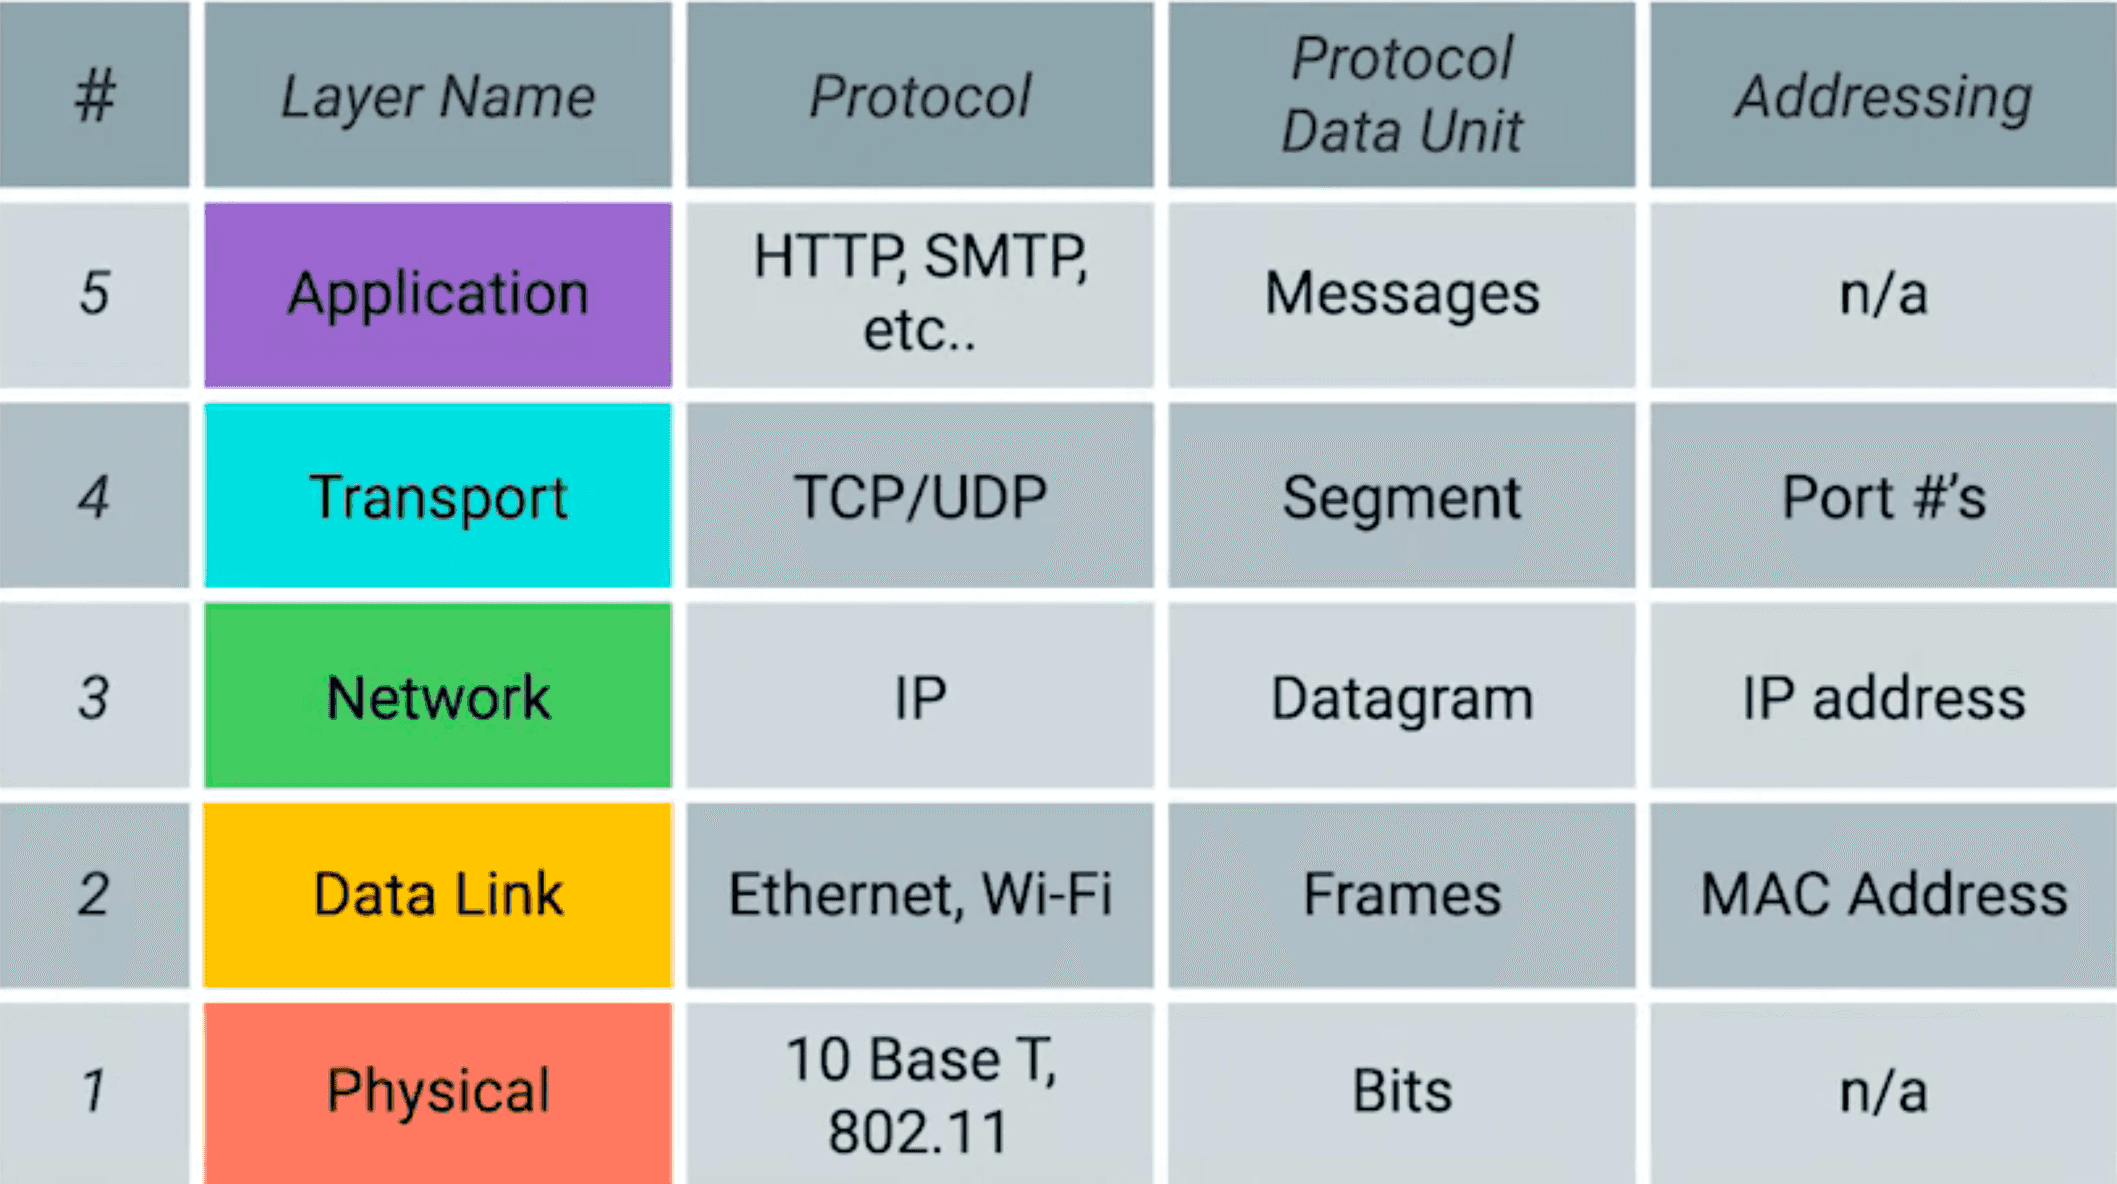 # Layer Name Protocol Protocol
Data Unit Addressing
5 Application HTTP, SMTP,
etc.. Messages n/a
4 Transport TCP/UDP Segment Port #'s
3 Network IP Datagram IP address
2 Data Link Ethernet, Wi-Fi Frames MAC Address
1 Physical 10 Base T,
802.11 Bits n/a